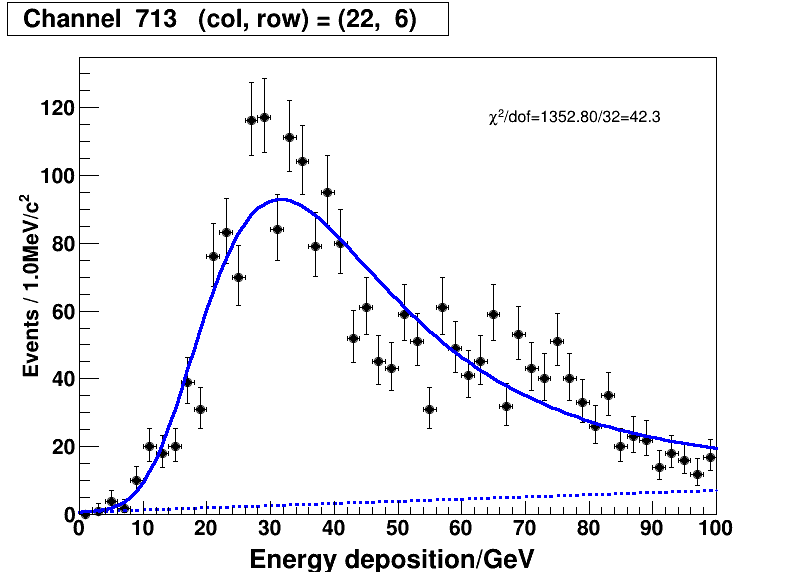 Channel 713 (col, row) = (22, 6)
χ²/dof=1352.80/32=42.3
Events / 1.0MeV/c²
120
100
80
60
40
20
0
0 10 20 30 40 50 60 70 80 90 100
Energy deposition/GeV